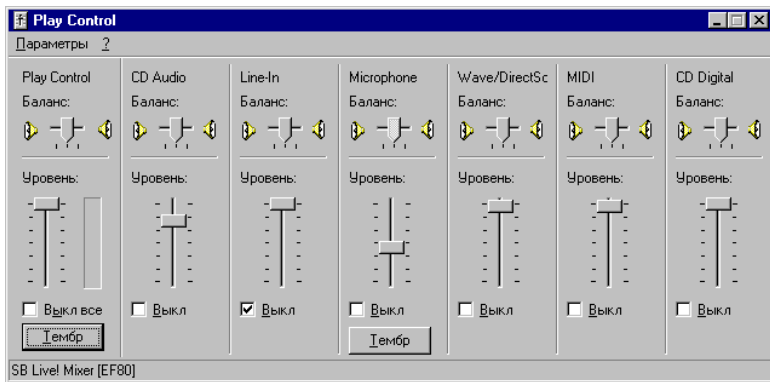 Play Control
Параметры ?
Play Control CD Audio Line-In Microphone Wave/DirectSc MIDI CD Digital
Баланс: Баланс: Баланс: Баланс: Баланс: Баланс: Баланс:
Уровень: Уровень: Уровень: Уровень: Уровень: Уровень: Уровень:
Выкл все Выкл Выкл Выкл Выкл Выкл Выкл
Тембр Тембр
SB Live! Mixer [EF80]